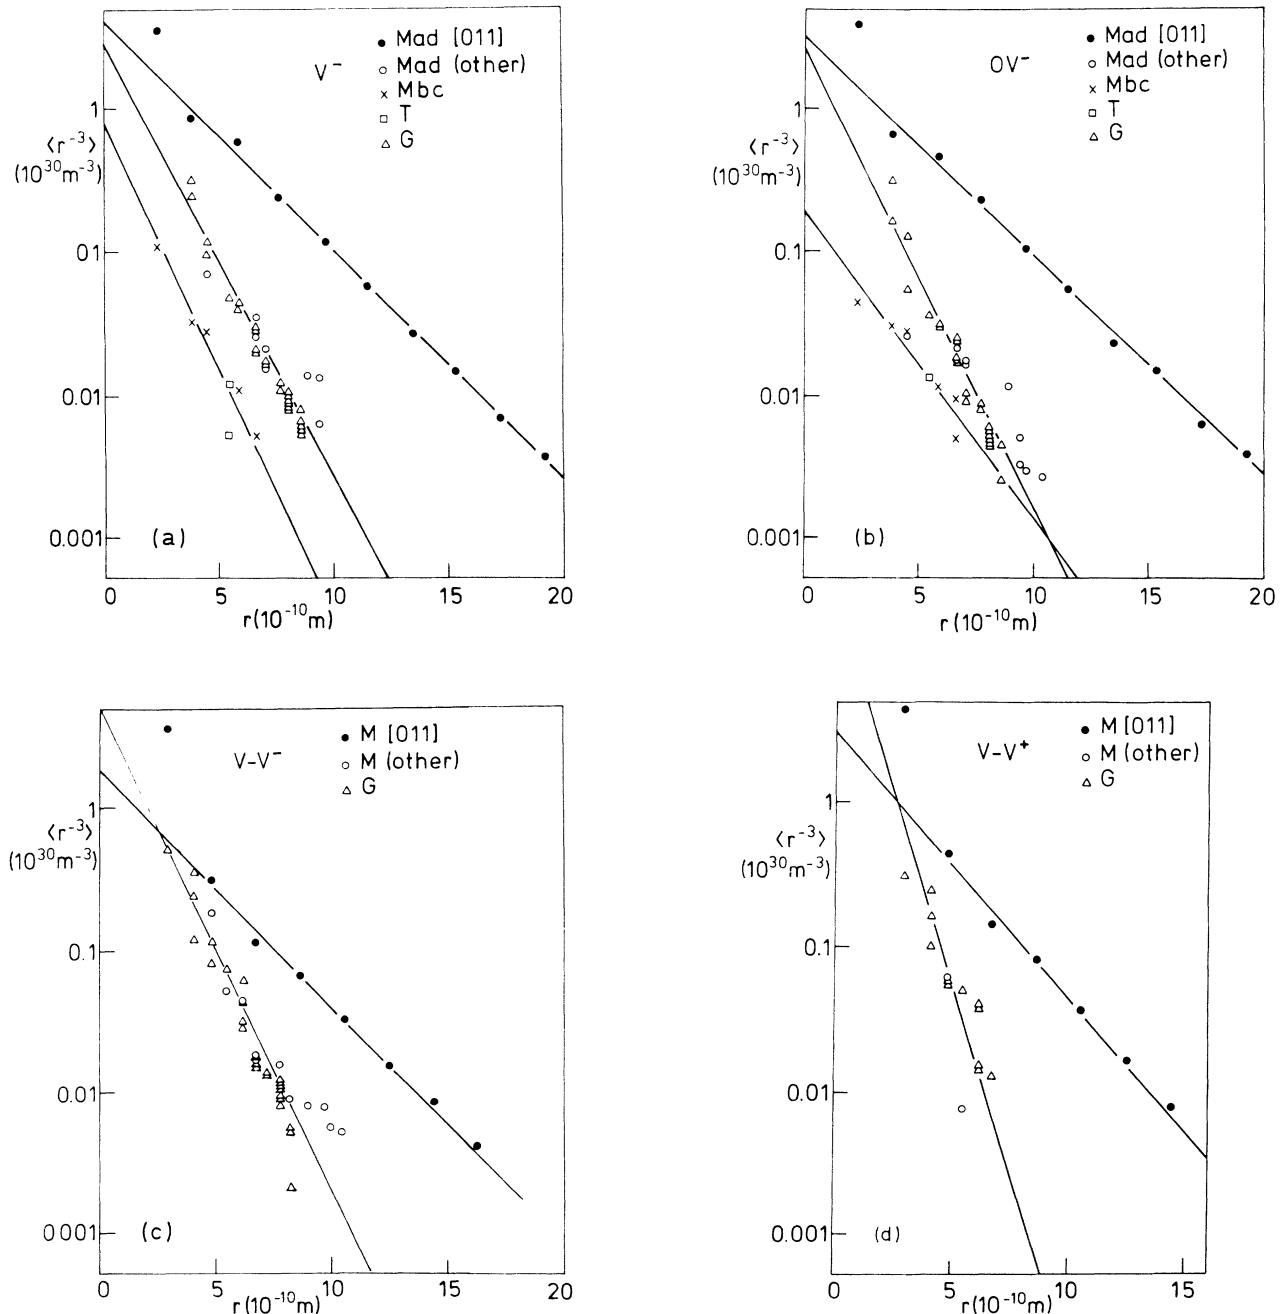 V⁻
Mad [011]
Mad (other)
Mbc
T
G
1
⟨r⁻³⟩
(10³⁰m⁻³)
0.1
0.01
0.001
(a)
0 5 10 15 20
r(10⁻¹⁰m)
OV⁻
Mad [011]
Mad (other)
Mbc
T
G
1
⟨r⁻³⟩
(10³⁰m⁻³)
0.1
0.01
0.001
(b)
0 5 10 15 20
r(10⁻¹⁰m)
V-V⁻
M [011]
M (other)
G
1
⟨r⁻³⟩
(10³⁰m⁻³)
0.1
0.01
0.001
(c)
0 5 10 15 20
r(10⁻¹⁰m)
V-V⁺
M [011]
M (other)
G
1
⟨r⁻³⟩
(10³⁰m⁻³)
0.1
0.01
0.001
(d)
0 5 10 15
r(10⁻¹⁰m)